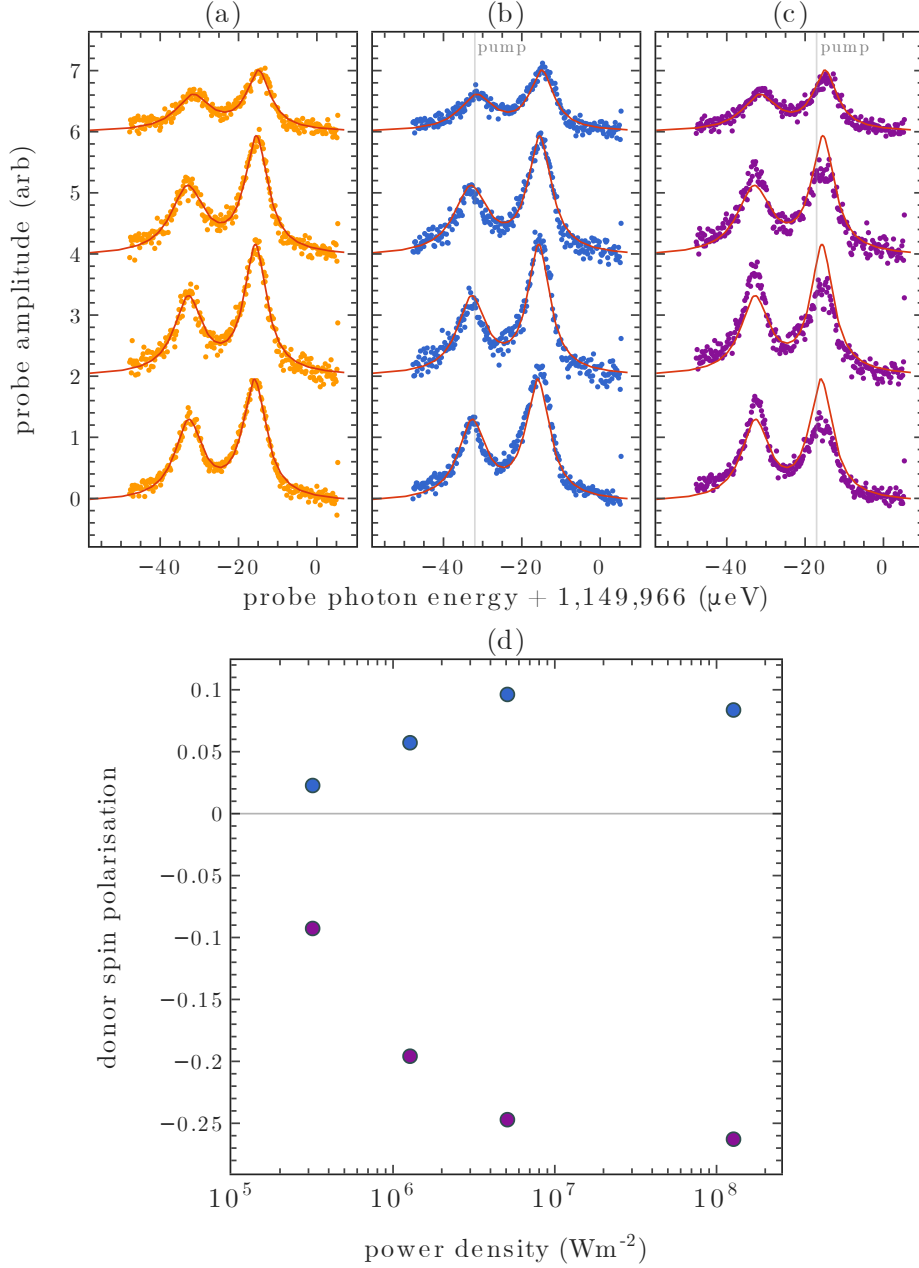 (a) (b) (c)
pump pump
7
6
5
4
3
2
1
0
probe amplitude (arb)
−40 −20 0 −40 −20 0 −40 −20 0
probe photon energy + 1,149,966 (μeV)
(d)
0.1
0.05
0
−0.05
−0.1
−0.15
−0.2
−0.25
donor spin polarisation
10^5 10^6 10^7 10^8
power density (Wm^-2)